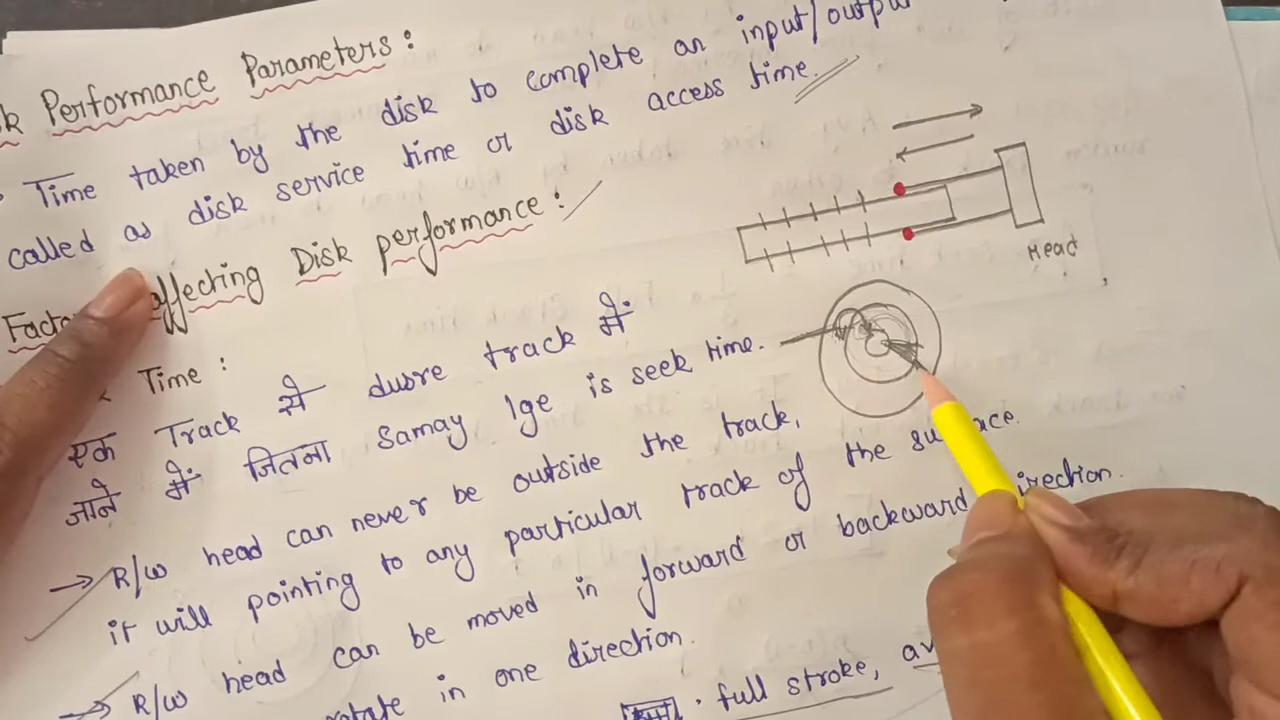 Performance Parameters:
Time taken by the disk to complete an input/output
called as disk service time or disk access time.
affecting Disk performance:
Time:
एक Track से dusre track में
जाने में जितना Samay lge is seek time.
Head
→ R/W head can never be outside the track,
it will pointing to any particular track of the surface.
→ R/W head can be moved in forward or backward direction.
rotate in one direction.
full stroke,